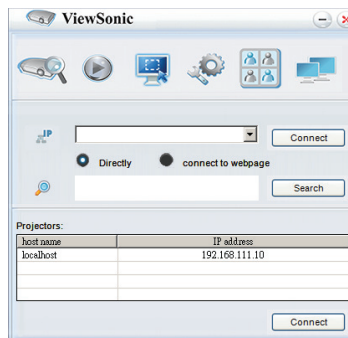 ViewSonic
IP
Connect
Directly connect to webpage
Search
Projectors:
host name IP address
localhost 192.168.111.10
Connect